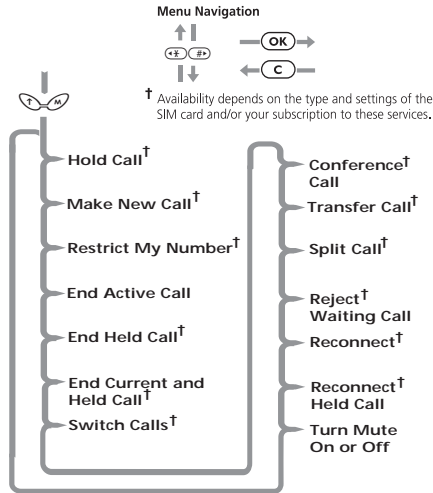 Menu Navigation
OK
C
† Availability depends on the type and settings of the
SIM card and/or your subscription to these services.
M
Hold Call†
Make New Call†
Restrict My Number†
End Active Call
End Held Call†
End Current and
Held Call†
Switch Calls†
Conference†
Call
Transfer Call†
Split Call†
Reject†
Waiting Call
Reconnect†
Reconnect†
Held Call
Turn Mute
On or Off